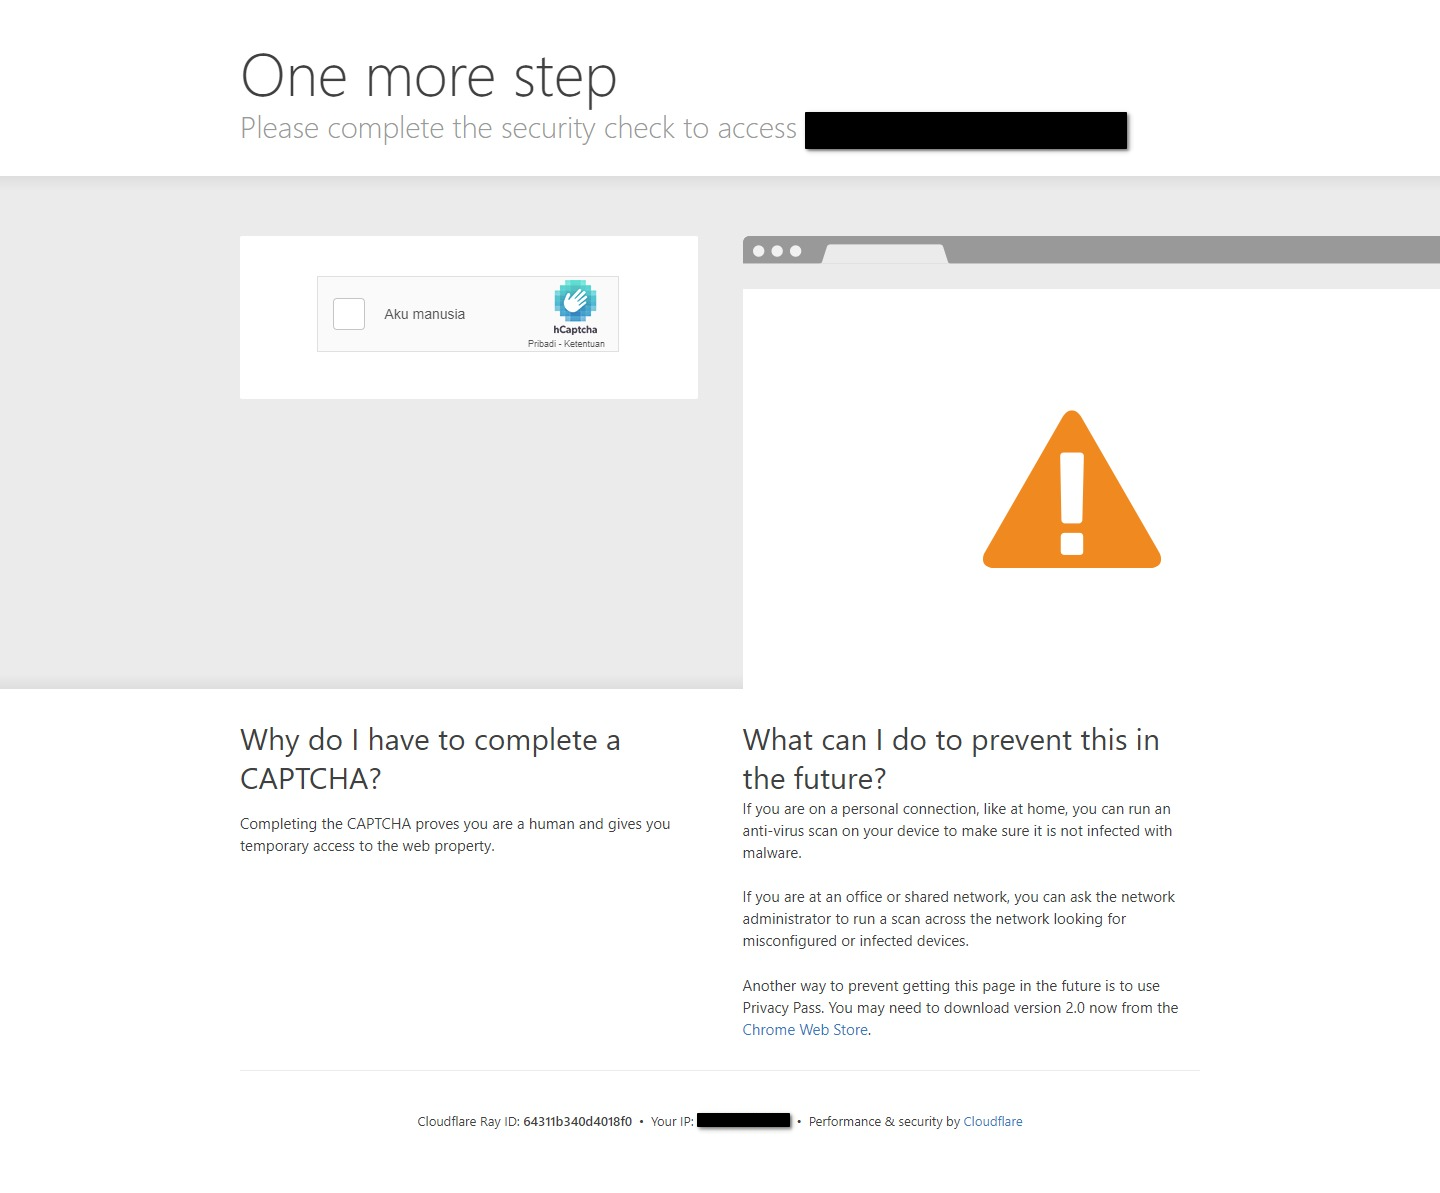 One more step
Please complete the security check to access
Aku manusia
hCaptcha
Pribadi - Ketentuan
Why do I have to complete a
CAPTCHA?
Completing the CAPTCHA proves you are a human and gives you
temporary access to the web property.
What can I do to prevent this in
the future?
If you are on a personal connection, like at home, you can run an
anti-virus scan on your device to make sure it is not infected with
malware.
If you are at an office or shared network, you can ask the network
administrator to run a scan across the network looking for
misconfigured or infected devices.
Another way to prevent getting this page in the future is to use
Privacy Pass. You may need to download version 2.0 now from the
Chrome Web Store.
Cloudflare Ray ID: 64311b340d4018f0 • Your IP: • Performance & security by Cloudflare